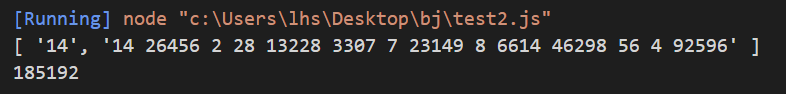 [Running] node "c:\Users\lhs\Desktop\bj\test2.js"
[ '14', '14 26456 2 28 13228 3307 7 23149 8 6614 46298 56 4 92596' ]
185192